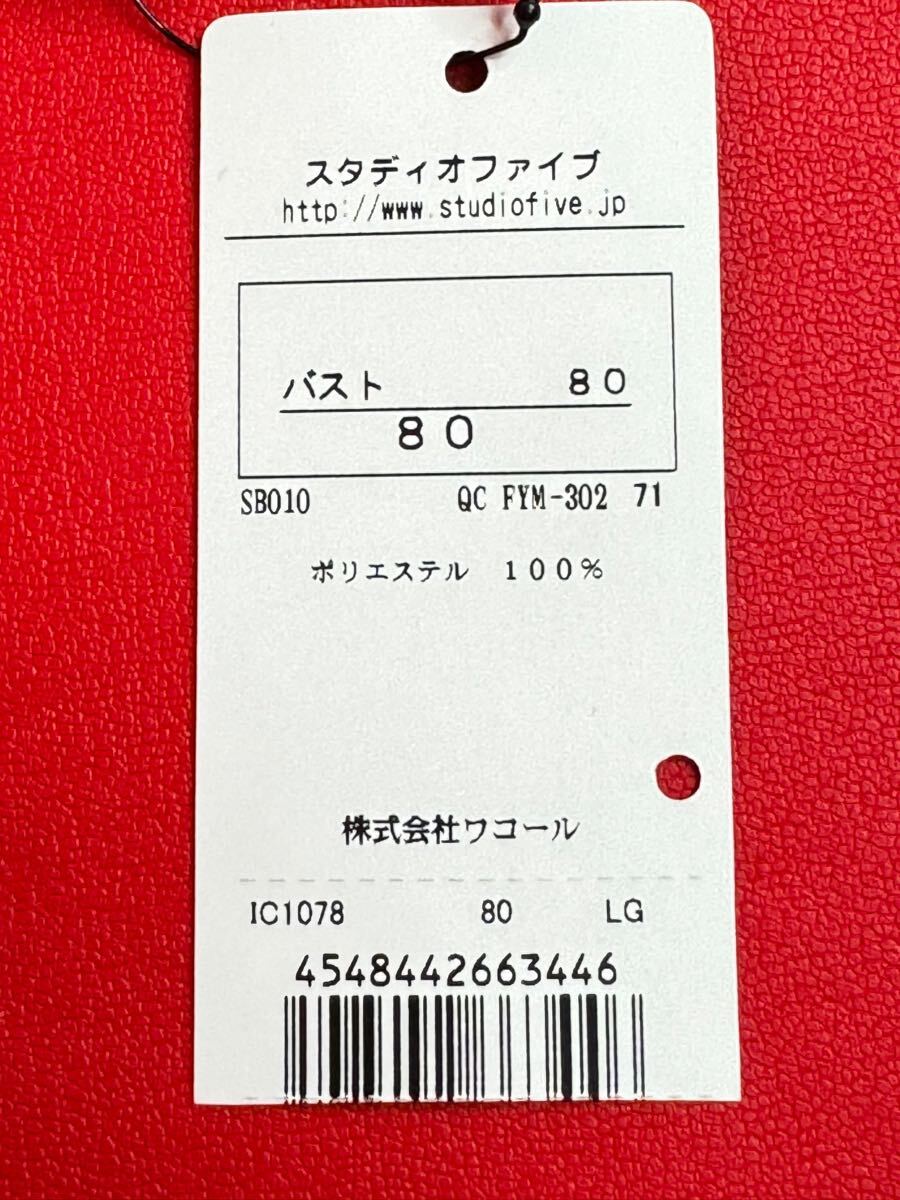 スタディオファイブ
http://www.studiofive.jp
バスト ８０
８０
SB010 QC FYM-302 71
ポリエステル １００％
株式会社ワコール
IC1078 80 LG
4548442663446